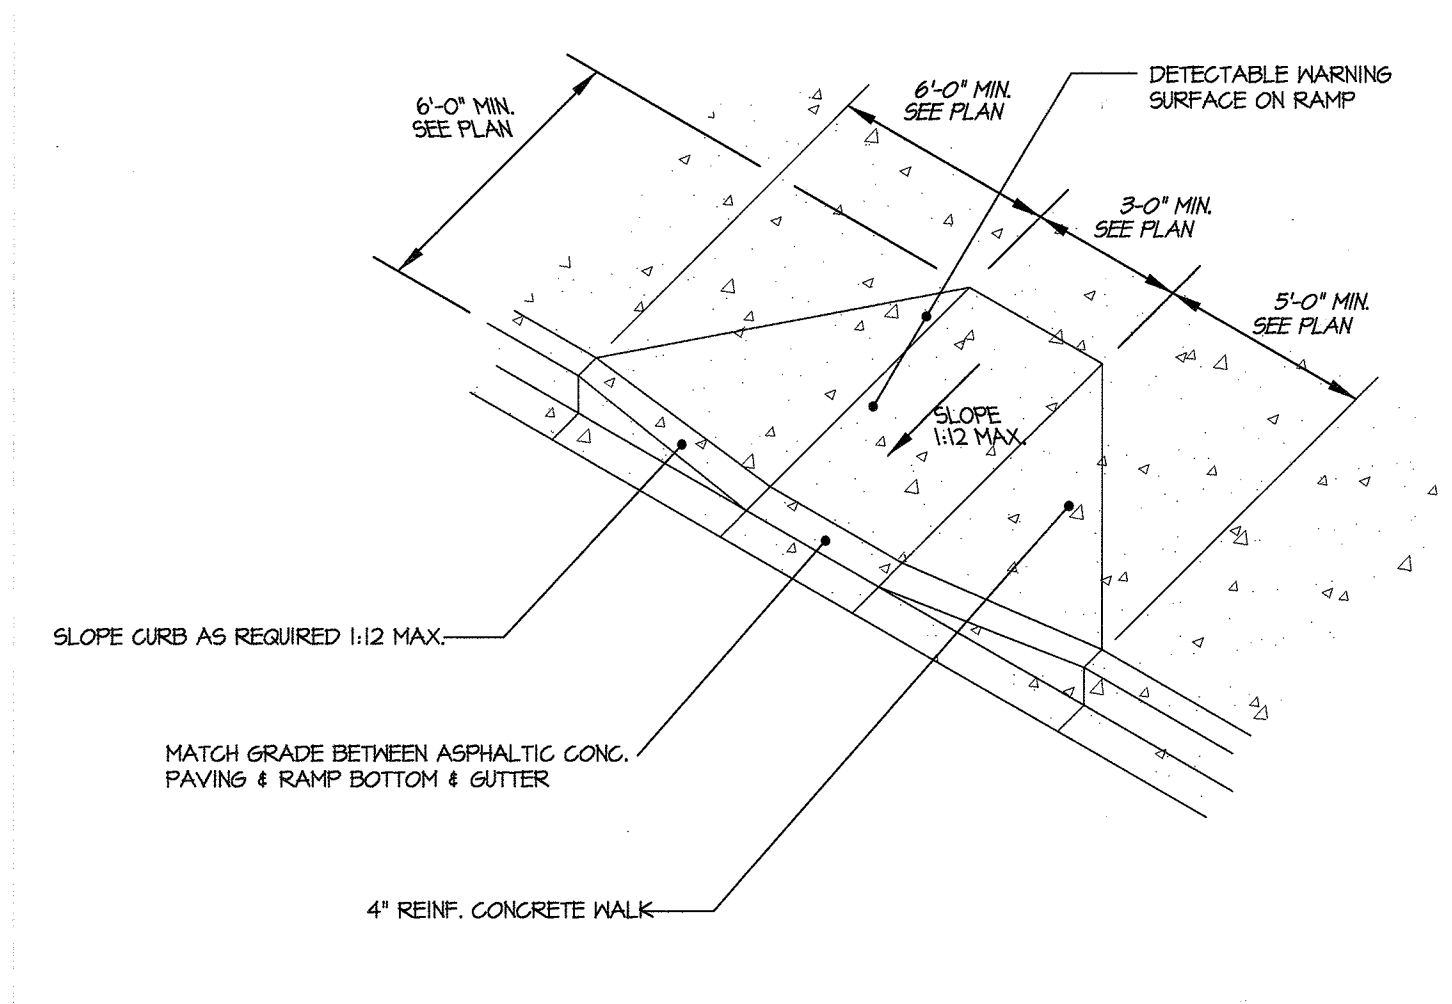 DETECTABLE WARNING
SURFACE ON RAMP
6'-0" MIN.
SEE PLAN
6'-0" MIN.
SEE PLAN
3-0" MIN.
SEE PLAN
5'-0" MIN.
SEE PLAN
SLOPE
1:12 MAX.
SLOPE CURB AS REQUIRED 1:12 MAX.
MATCH GRADE BETWEEN ASPHALTIC CONC.
PAVING & RAMP BOTTOM & GUTTER
4" REINF. CONCRETE WALK